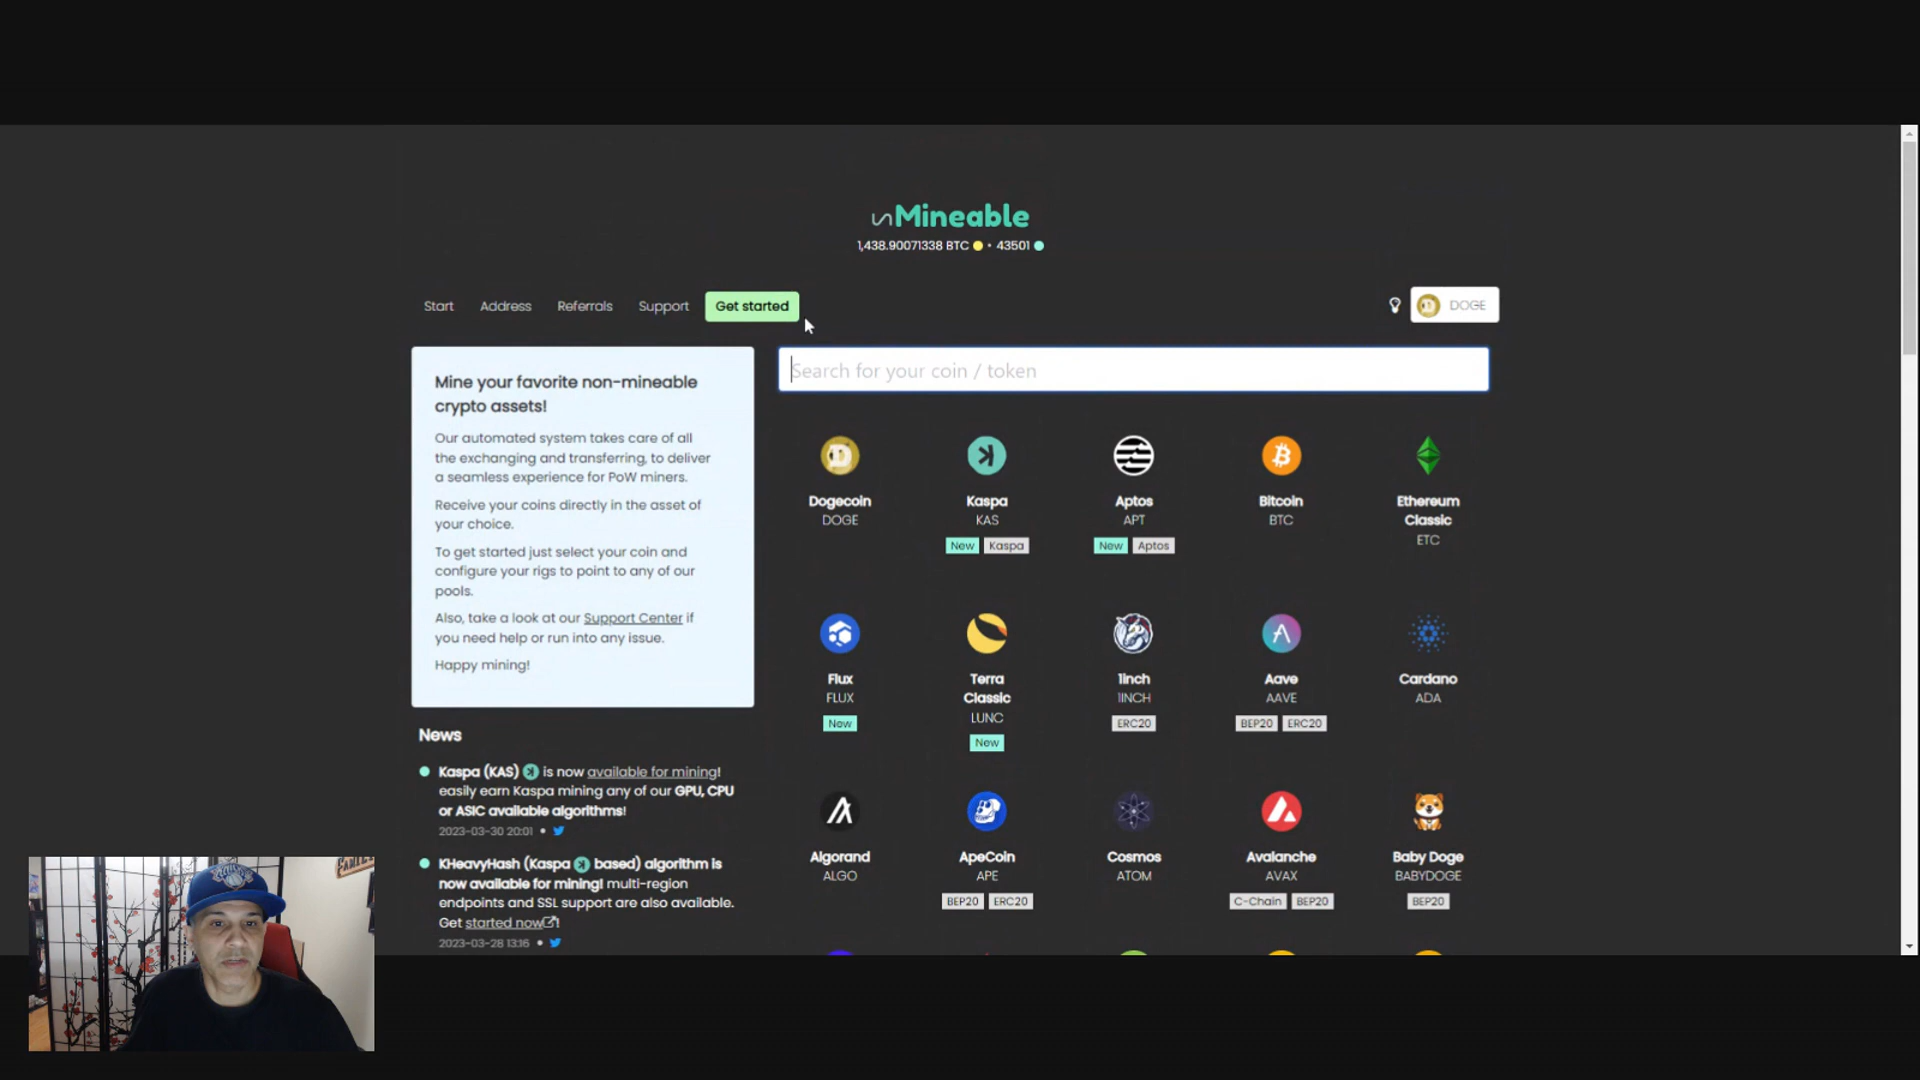 unMineable
1,438.90071338 BTC • 43501
Start Address Referrals Support Get started
DOGE
Mine your favorite non-mineable
crypto assets!
Our automated system takes care of all
the exchanging and transferring, to deliver
a seamless experience for PoW miners.
Receive your coins directly in the asset of
your choice.
To get started just select your coin and
configure your rigs to point to any of our
pools.
Also, take a look at our Support Center if
you need help or run into any issue.
Happy mining!
News
Kaspa (KAS) is now available for mining!
easily earn Kaspa mining any of our GPU, CPU
or ASIC available algorithms!
2023-03-30 20:01 •
KHeavyHash (Kaspa based) algorithm is
now available for mining! multi-region
endpoints and SSL support are also available.
Get started now!
2023-03-28 13:16 •
Search for your coin / token
Dogecoin
DOGE
Kaspa
KAS
New Kaspa
Aptos
APT
New Aptos
Bitcoin
BTC
Ethereum
Classic
ETC
Flux
FLUX
New
Terra
Classic
LUNC
New
1inch
1INCH
ERC20
Aave
AAVE
BEP20 ERC20
Cardano
ADA
Algorand
ALGO
ApeCoin
APE
BEP20 ERC20
Cosmos
ATOM
Avalanche
AVAX
C-Chain BEP20
Baby Doge
BABYDOGE
BEP20